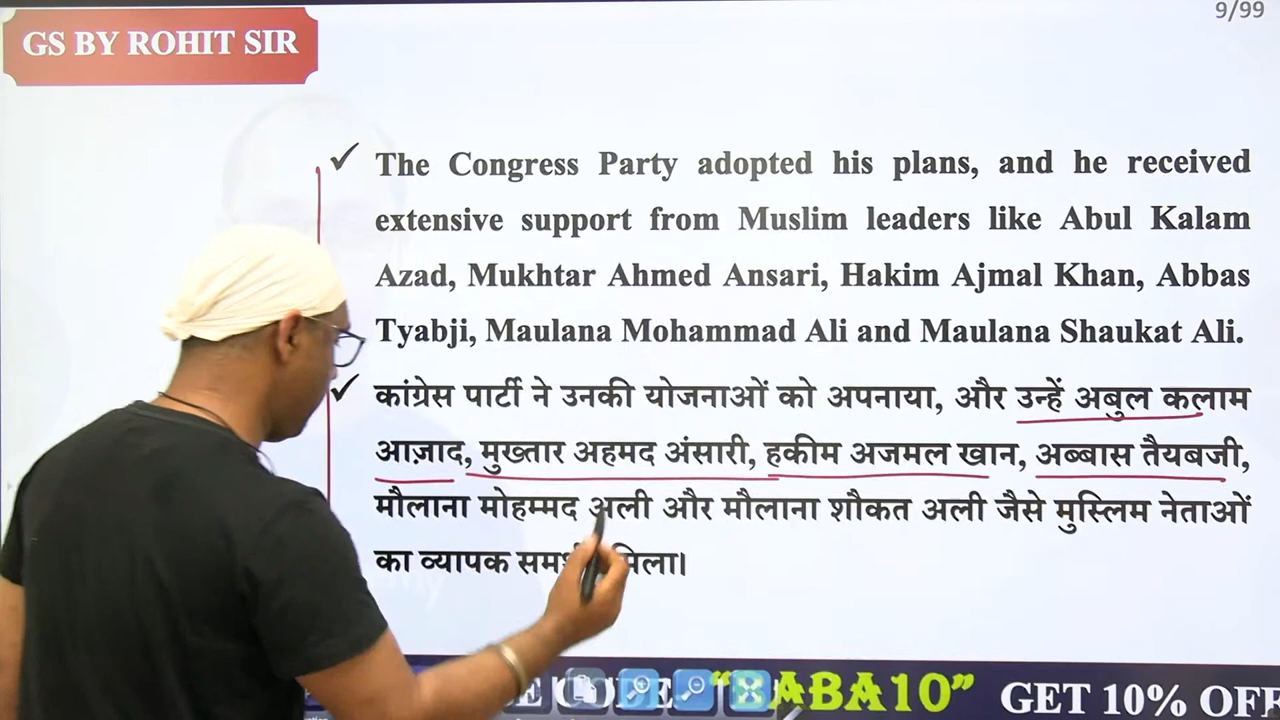 9/99
GS BY ROHIT SIR
✓ The Congress Party adopted his plans, and he received
extensive support from Muslim leaders like Abul Kalam
Azad, Mukhtar Ahmed Ansari, Hakim Ajmal Khan, Abbas
Tyabji, Maulana Mohammad Ali and Maulana Shaukat Ali.
✓ कांग्रेस पार्टी ने उनकी योजनाओं को अपनाया, और उन्हें अबुल कलाम
आज़ाद, मुख्तार अहमद अंसारी, हकीम अजमल खान, अब्बास तैयबजी,
मौलाना मोहम्मद अली और मौलाना शौकत अली जैसे मुस्लिम नेताओं
का व्यापक मिला।
"BABA10" GET 10% OFF